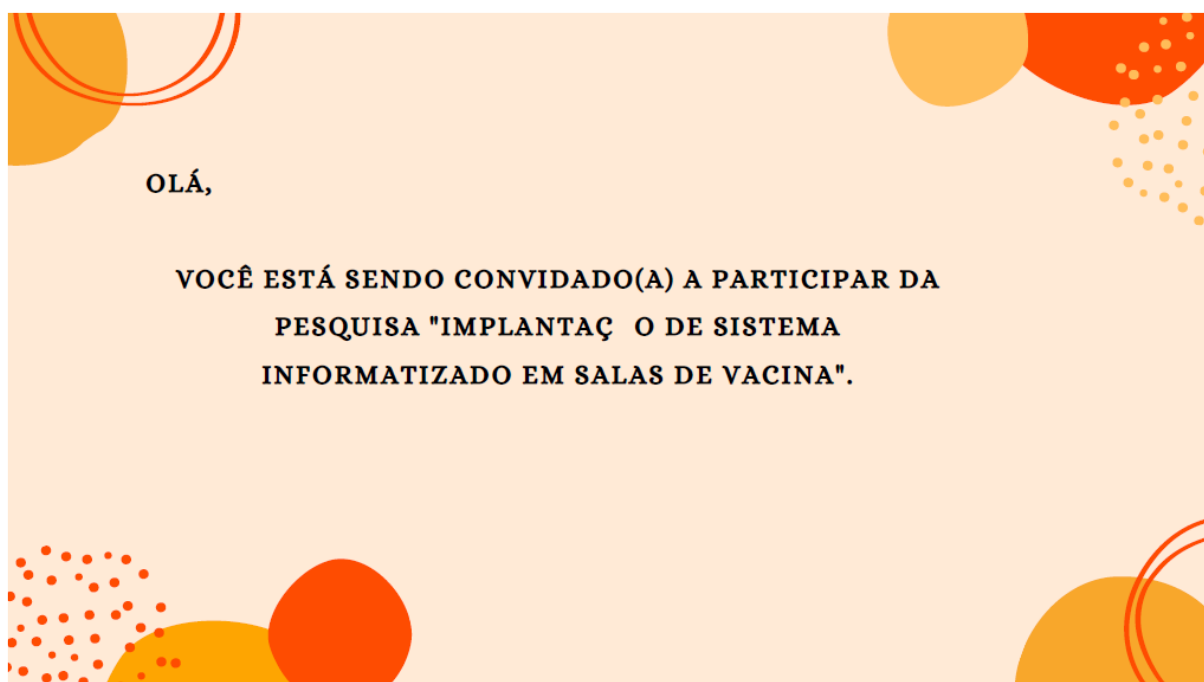 OLÁ,
VOCÊ ESTÁ SENDO CONVIDADO(A) A PARTICIPAR DA
PESQUISA "IMPLANTAÇ  O DE SISTEMA
INFORMATIZADO EM SALAS DE VACINA".